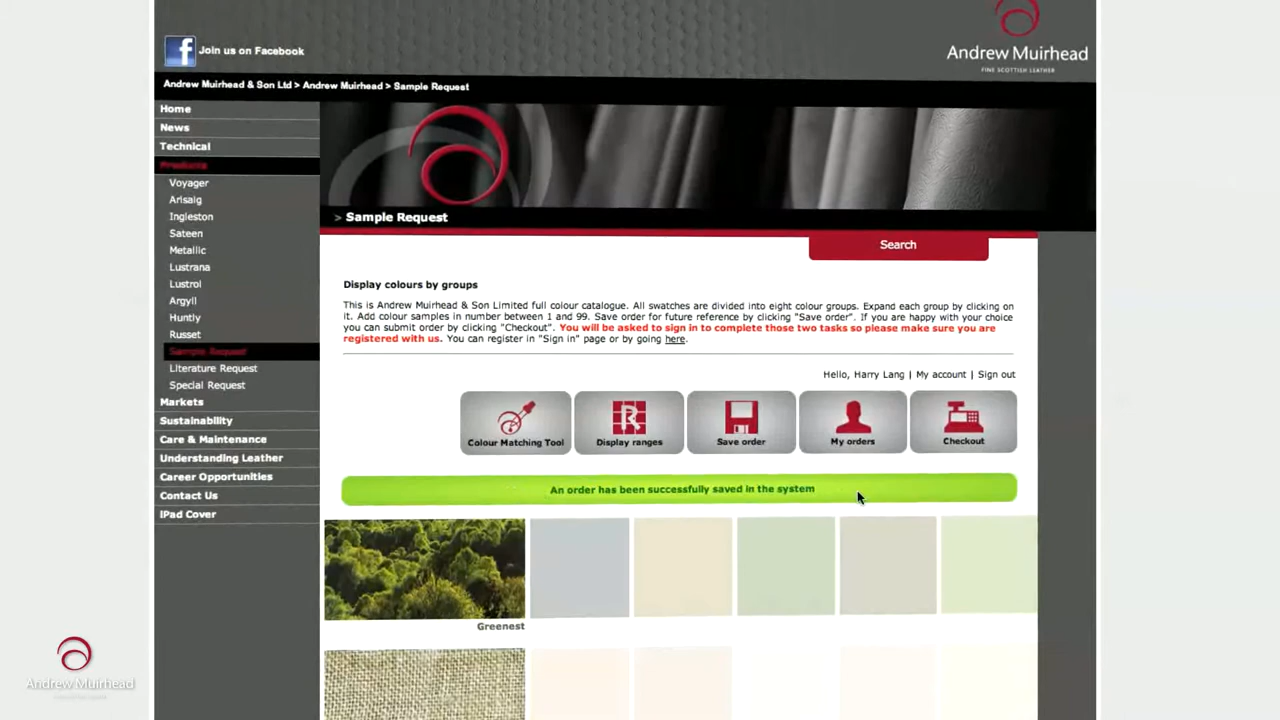 Join us on Facebook
Andrew Muirhead
FINE SCOTTISH LEATHER
Andrew Muirhead & Son Ltd > Andrew Muirhead > Sample Request
Home
News
Technical
Products
Voyager
Arisaig
Ingleston
Sateen
Metallic
Lustrana
Lustrol
Argyll
Huntly
Russet
Sample Request
Literature Request
Special Request
Markets
Sustainability
Care & Maintenance
Understanding Leather
Career Opportunities
Contact Us
IPad Cover
> Sample Request
Search
Display colours by groups
This is Andrew Muirhead & Son Limited full colour catalogue. All swatches are divided into eight colour groups. Expand each group by clicking on
it. Add colour samples in number between 1 and 99. Save order for future reference by clicking "Save order". If you are happy with your choice
you can submit order by clicking "Checkout". You will be asked to sign in to complete those two tasks so please make sure you are
registered with us. You can register in "Sign in" page or by going here.
Hello, Harry Lang | My account | Sign out
Colour Matching Tool
Display ranges
Save order
My orders
Checkout
An order has been successfully saved in the system
Greenest
Andrew Muirhead